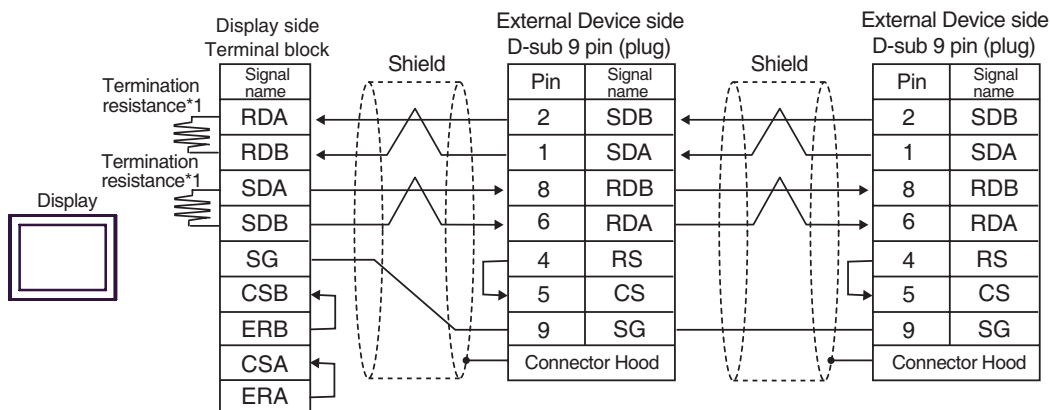 Display side
Terminal block
External Device side
D-sub 9 pin (plug)
External Device side
D-sub 9 pin (plug)
Shield
Shield
Termination
resistance*1
Termination
resistance*1
Display
Signal
name
RDA
RDB
SDA
SDB
SG
CSB
ERB
CSA
ERA
Pin Signal
name
2 SDB
1 SDA
8 RDB
6 RDA
4 RS
5 CS
9 SG
Connector Hood
Pin Signal
name
2 SDB
1 SDA
8 RDB
6 RDA
4 RS
5 CS
9 SG
Connector Hood